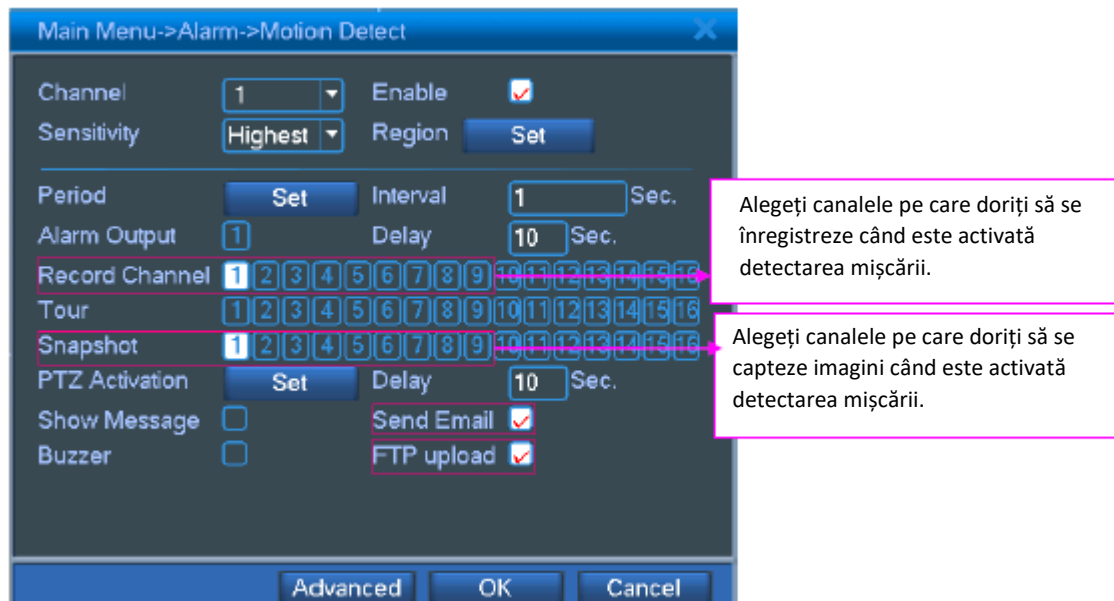 Main Menu->Alarm->Motion Detect
Channel 1 Enable
Sensitivity Highest Region Set
Period Set Interval 1 Sec.
Alarm Output 1 Delay 10 Sec.
Record Channel 1 2 3 4 5 6 7 8 9 10 11 12 13 14 15 16
Tour 1 2 3 4 5 6 7 8 9 10 11 12 13 14 15 16
Snapshot 1 2 3 4 5 6 7 8 9 10 11 12 13 14 15 16
PTZ Activation Set Delay 10 Sec.
Show Message Send Email
Buzzer FTP upload
Advanced OK Cancel
Alegeți canalele pe care doriți să se
înregistreze când este activată
detectarea mișcării.
Alegeți canalele pe care doriți să se
capteze imagini când este activată
detectarea mișcării.